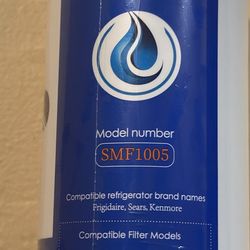 Model number
SMF1005
Compatible refrigerator brand names
Frigidaire, Sears, Kenmore
Compatible Filter Models